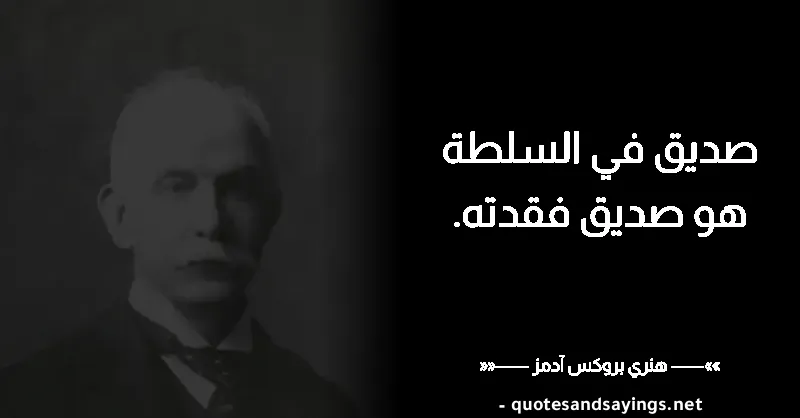 صديق في السلطة
هو صديق فقدته.
»»—— هنري بروكس آدمز ——««
- quotesandsayings.net